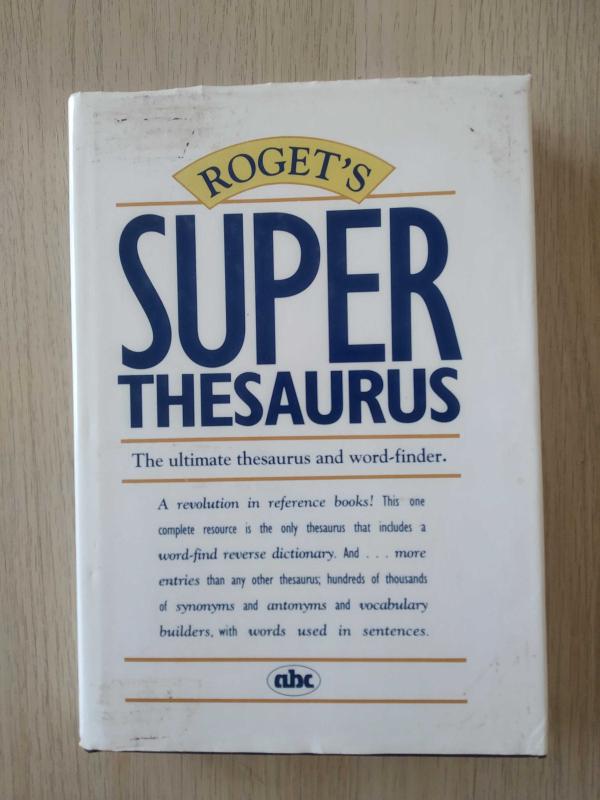 ROGET'S
SUPER
THESAURUS
The ultimate thesaurus and word-finder.
A revolution in reference books! This one
complete resource is the only thesaurus that includes a
word-find reverse dictionary. And . . . more
entries than any other thesaurus; hundreds of thousands
of synonyms and antonyms and vocabulary
builders, with words used in sentences.
abc